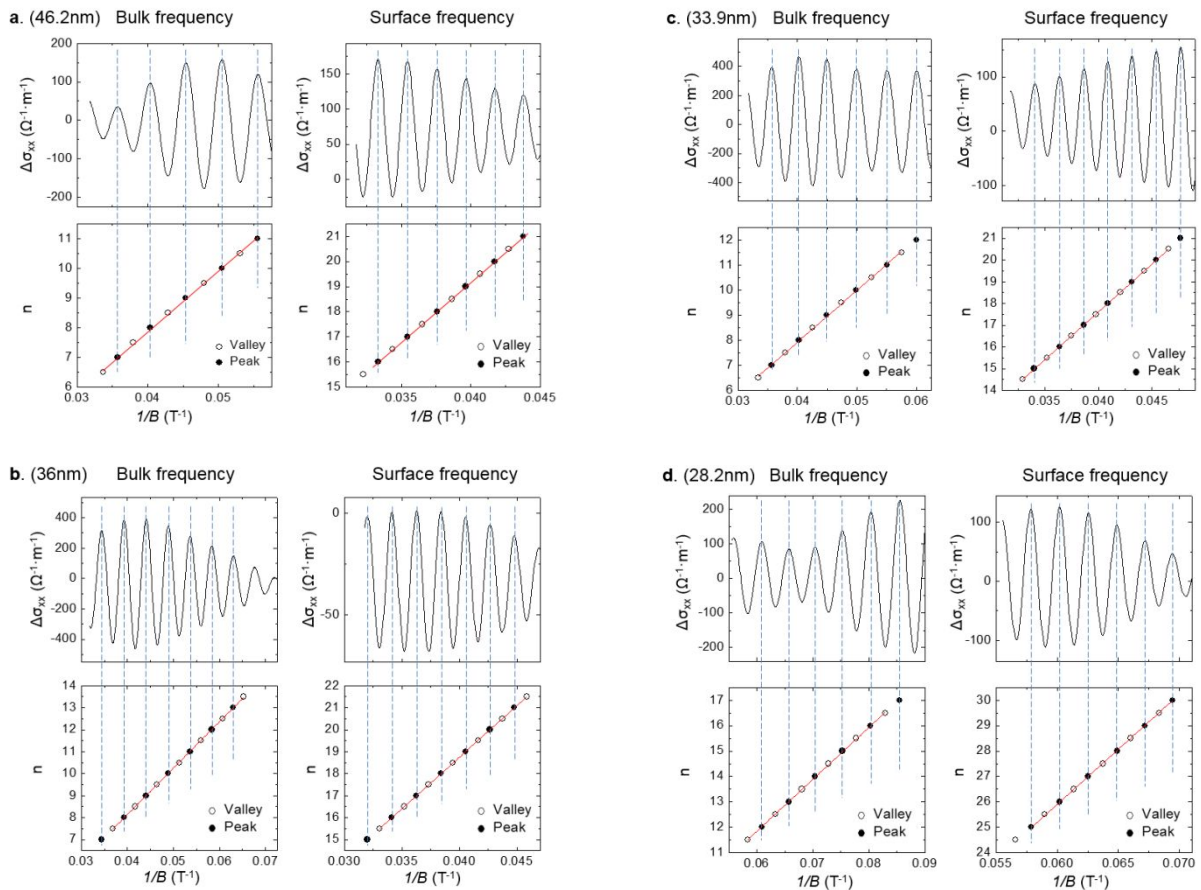 a. (46.2nm) Bulk frequency
Surface frequency
Δσxx (Ω⁻¹·m⁻¹)
200
100
0
-100
-200
Δσxx (Ω⁻¹·m⁻¹)
150
125
100
75
50
25
0
n
11
10
9
8
7
6
Valley
Peak
0.03
0.04
0.05
1/B (T⁻¹)
n
21
20
19
18
17
16
15
Valley
Peak
0.035
0.040
0.045
1/B (T⁻¹)
b. (36nm) Bulk frequency
Surface frequency
Δσxx (Ω⁻¹·m⁻¹)
400
200
0
-200
-400
Δσxx (Ω⁻¹·m⁻¹)
0
-50
n
14
13
12
11
10
9
8
7
Valley
Peak
0.03
0.04
0.05
0.06
0.07
1/B (T⁻¹)
n
22
21
20
19
18
17
16
15
Valley
Peak
0.030
0.035
0.040
0.045
1/B (T⁻¹)
c. (33.9nm) Bulk frequency
Surface frequency
Δσxx (Ω⁻¹·m⁻¹)
400
200
0
-200
-400
Δσxx (Ω⁻¹·m⁻¹)
100
0
-100
n
12
11
10
9
8
7
6
Valley
Peak
0.03
0.04
0.05
0.06
1/B (T⁻¹)
n
21
20
19
18
17
16
15
14
Valley
Peak
0.035
0.040
0.045
1/B (T⁻¹)
d. (28.2nm) Bulk frequency
Surface frequency
Δσxx (Ω⁻¹·m⁻¹)
200
100
0
-100
-200
Δσxx (Ω⁻¹·m⁻¹)
100
0
-100
n
17
16
15
14
13
12
11
Valley
Peak
0.06
0.07
0.08
0.09
1/B (T⁻¹)
n
30
29
28
27
26
25
24
Valley
Peak
0.055
0.060
0.065
0.070
1/B (T⁻¹)